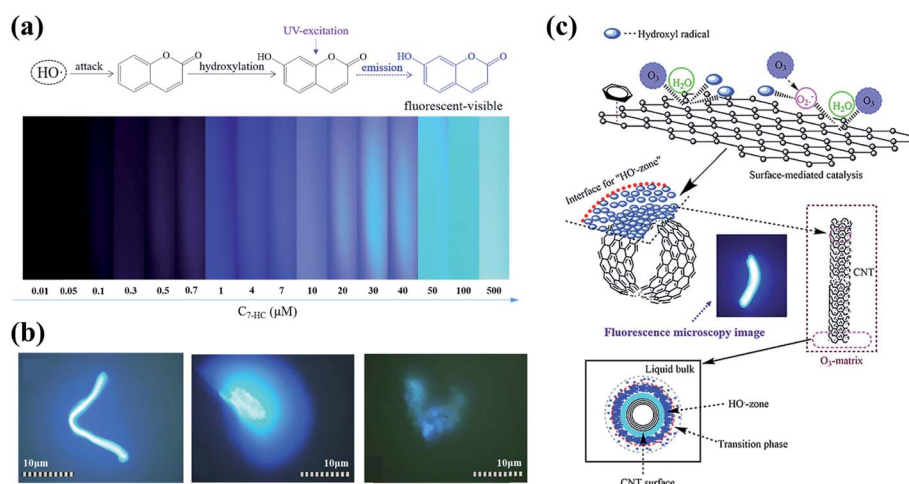 (a)
UV-excitation
HO·
attack
hydroxylation
HO
O
O
HO
O
O
emission
O
O
fluorescent-visible
0.01 0.05 0.1 0.3 0.5 0.7 1 4 7 10 20 30 40 50 100 500
C7-HC (μM)
(b)
10μm
10μm
10μm
(c)
Hydroxyl radical
O3
H2O
O3
O2·-
H2O
O3
Surface-mediated catalysis
Interface for "HO·-zone"
CNT
Fluorescence microscopy image
O3-matrix
Liquid bulk
HO·-zone
Transition phase
CNT surface